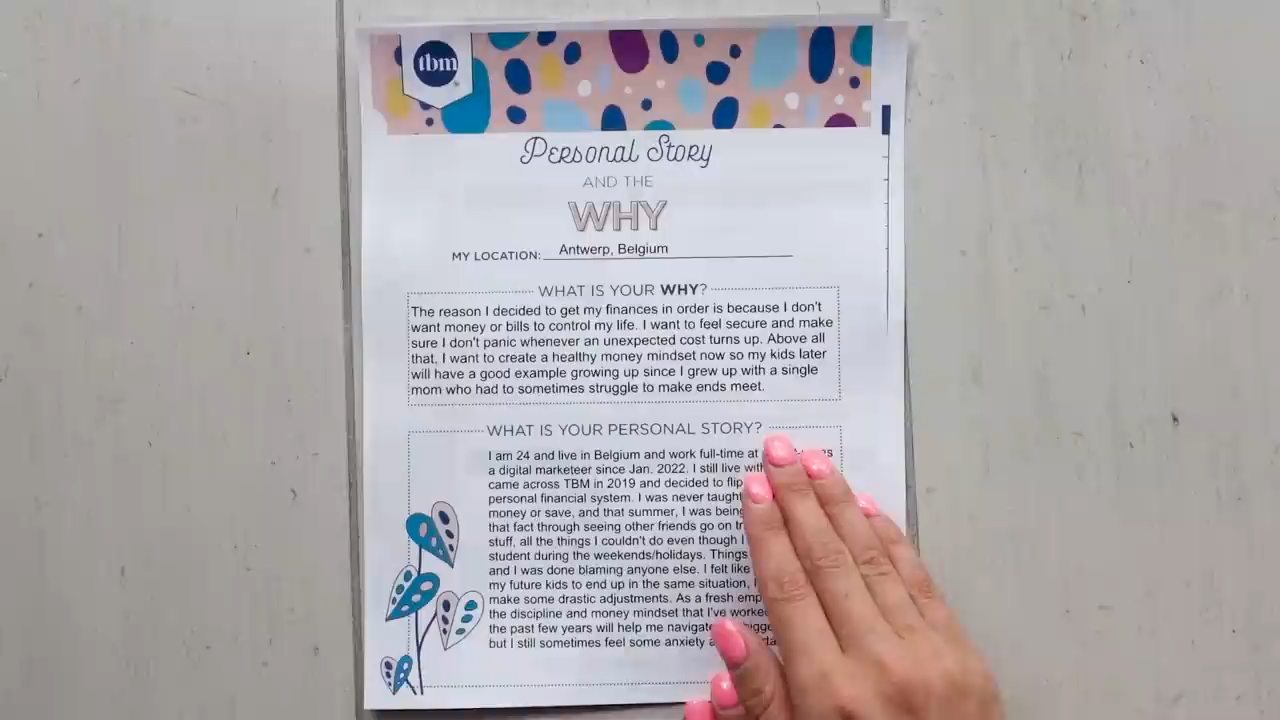 tbm
Personal Story
AND THE
WHY
MY LOCATION: Antwerp, Belgium
WHAT IS YOUR WHY?
The reason I decided to get my finances in order is because I don't
want money or bills to control my life. I want to feel secure and make
sure I don't panic whenever an unexpected cost turns up. Above all
that, I want to create a healthy money mindset now so my kids later
will have a good example growing up since I grew up with a single
mom who had to sometimes struggle to make ends meet.
WHAT IS YOUR PERSONAL STORY?
I am 24 and live in Belgium and work full-time at
a digital marketeer since Jan. 2022. I still live
came across TBM in 2019 and decided to
personal financial system. I was never taught
money or save, and that summer, I was being
that fact through seeing other friends go on
stuff, all the things I couldn't do even though I
student during the weekends/holidays. Things
and I was done blaming anyone else. I felt like
my future kids to end up in the same situation,
make some drastic adjustments. As a fresh
the discipline and money mindset that I've
the past few years will help me navigate
but I still sometimes feel some anxiety